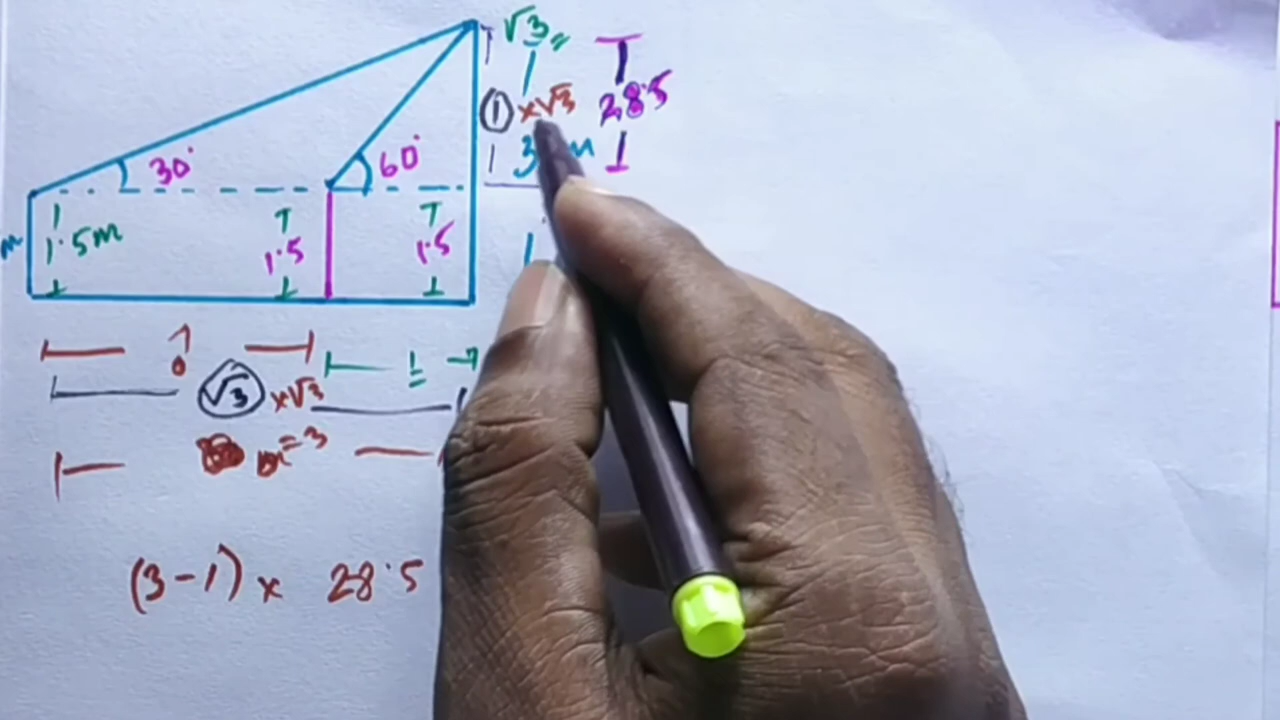 √3
① ×√3 28.5
30° 60°
1.5m 1.5 1.5
m
?
1
√3 ×√3
= 3
(3-1) × 28.5